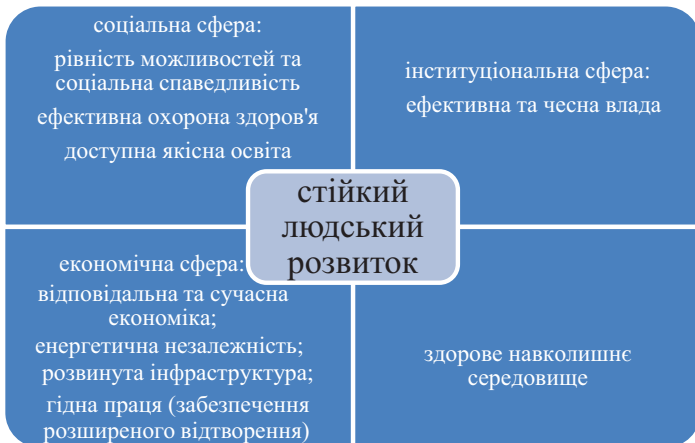 соціальна сфера:
рівність можливостей та
соціальна спаведливість
ефективна охорона здоров'я
доступна якісна освіта
інституціональна сфера:
ефективна та чесна влада
стійкий
людський
розвиток
економічна сфера:
відповідальна та сучасна
економіка;
енергетична незалежність;
розвинута інфраструктура;
гідна праця (забезпечення
розширеного відтворення)
здорове навколишнє
середовище